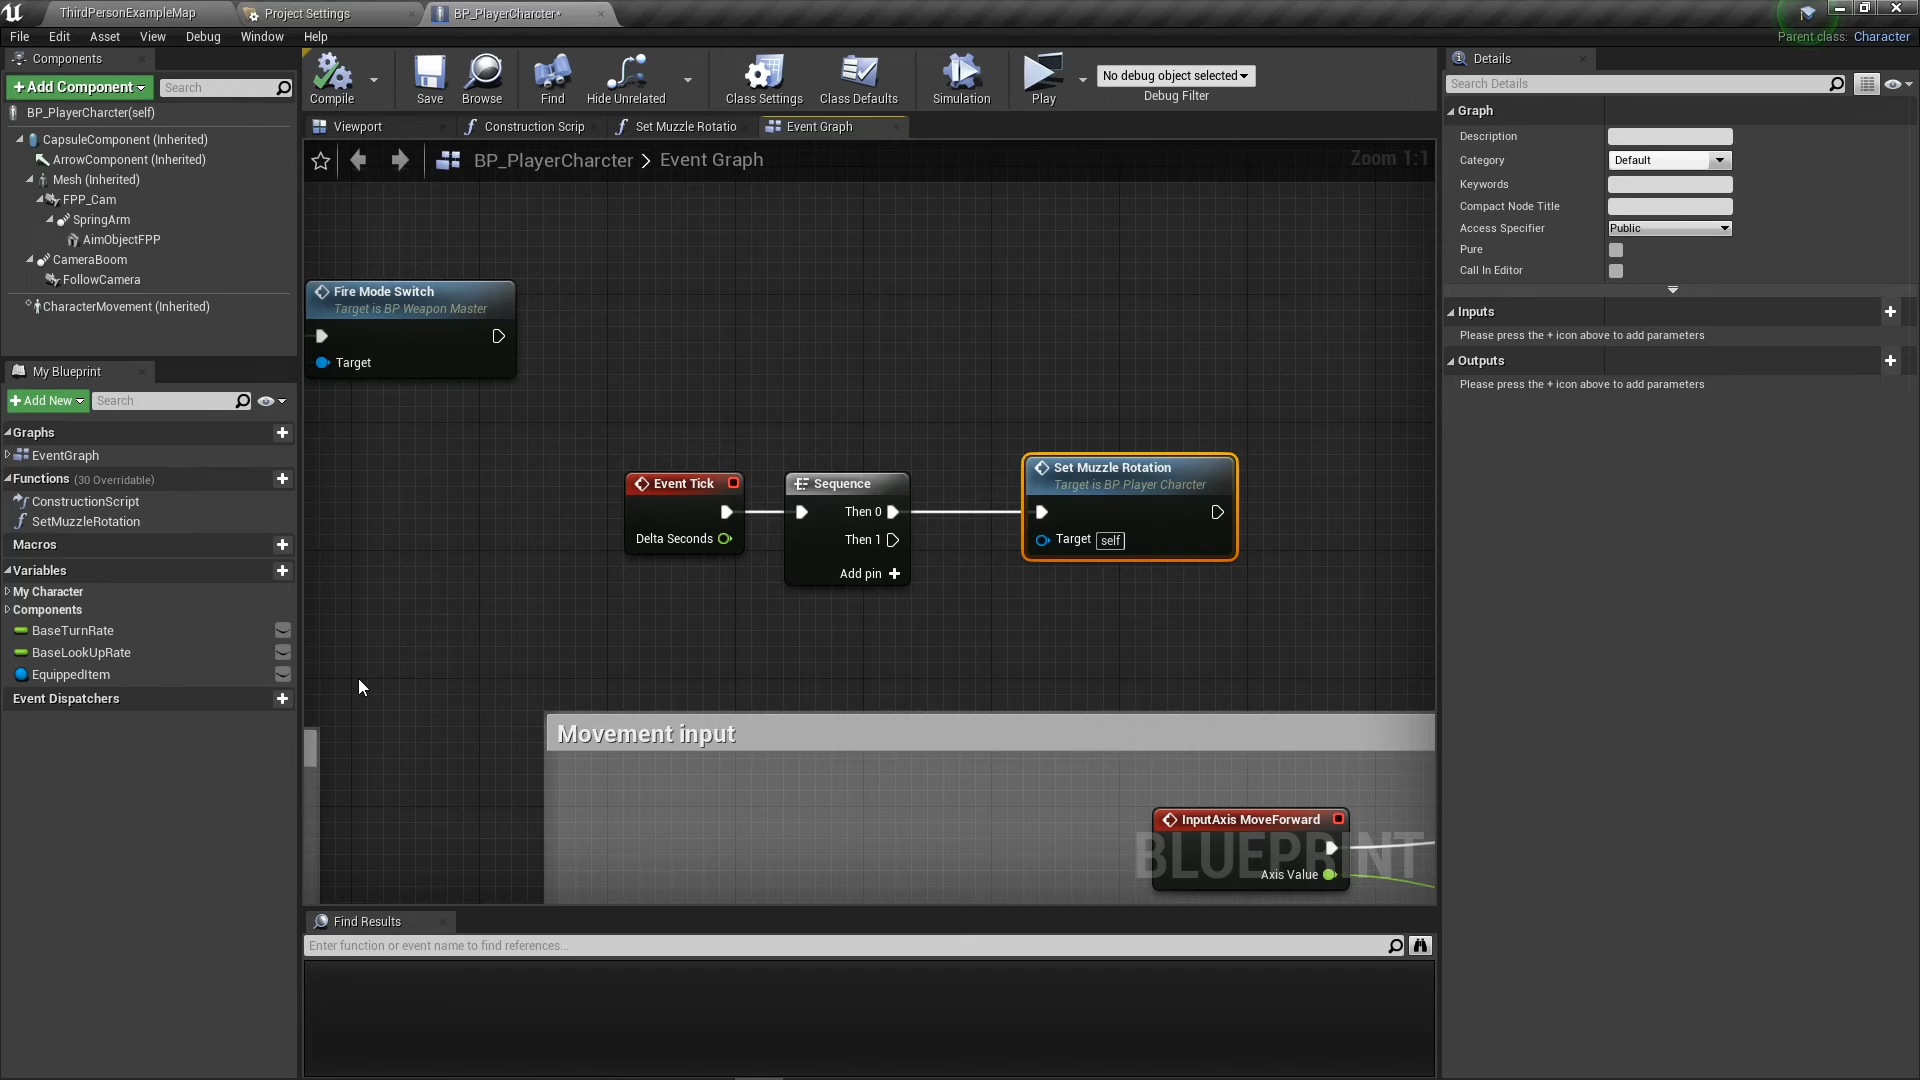 ThirdPersonExampleMap
Project Settings
BP_PlayerCharcter*
File Edit Asset View Debug Window Help
Parent class: Character
Components
+Add Component
Search
BP_PlayerCharcter(self)
CapsuleComponent (Inherited)
ArrowComponent (Inherited)
Mesh (Inherited)
FPP_Cam
SpringArm
AimObjectFPP
CameraBoom
FollowCamera
CharacterMovement (Inherited)
My Blueprint
+Add New
Search
Graphs
EventGraph
Functions (30 Overridable)
ConstructionScript
SetMuzzleRotation
Macros
Variables
My Character
Components
BaseTurnRate
BaseLookUpRate
EquippedItem
Event Dispatchers
Compile
Save
Browse
Find
Hide Unrelated
Class Settings
Class Defaults
Simulation
Play
No debug object selected
Debug Filter
Viewport
Construction Scrip
Set Muzzle Rotatio
Event Graph
BP_PlayerCharcter > Event Graph
Zoom 1:1
Fire Mode Switch
Target is BP Weapon Master
Target
Event Tick
Delta Seconds
Sequence
Then 0
Then 1
Add pin +
Set Muzzle Rotation
Target is BP Player Charcter
Target self
Movement input
InputAxis MoveForward
Axis Value
BLUEPRINT
Find Results
Enter function or event name to find references...
Details
Search Details
Graph
Description
Category Default
Keywords
Compact Node Title
Access Specifier Public
Pure
Call In Editor
Inputs
Please press the + icon above to add parameters
Outputs
Please press the + icon above to add parameters